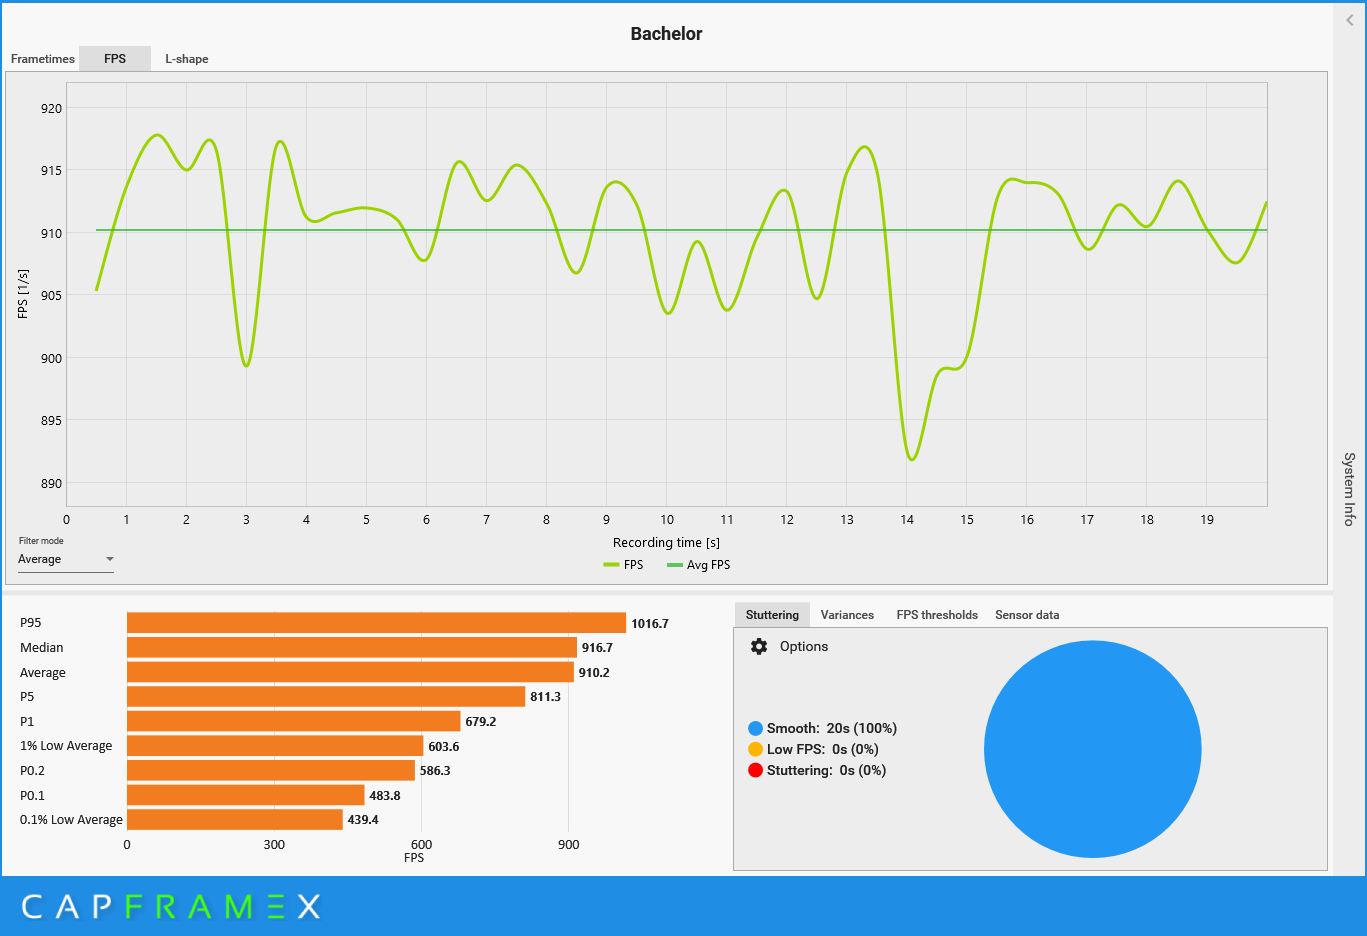 Bachelor
Frametimes FPS L-shape
920
915
910
905
900
895
890
FPS [1/s]
0 1 2 3 4 5 6 7 8 9 10 11 12 13 14 15 16 17 18 19
Recording time [s]
FPS Avg FPS
Filter mode
Average
System Info
P95 1016.7
Median 916.7
Average 910.2
P5 811.3
P1 679.2
1% Low Average 603.6
P0.2 586.3
P0.1 483.8
0.1% Low Average 439.4
0 300 600 900
FPS
Stuttering Variances FPS thresholds Sensor data
Options
Smooth: 20s (100%)
Low FPS: 0s (0%)
Stuttering: 0s (0%)
CAPFRAMEX